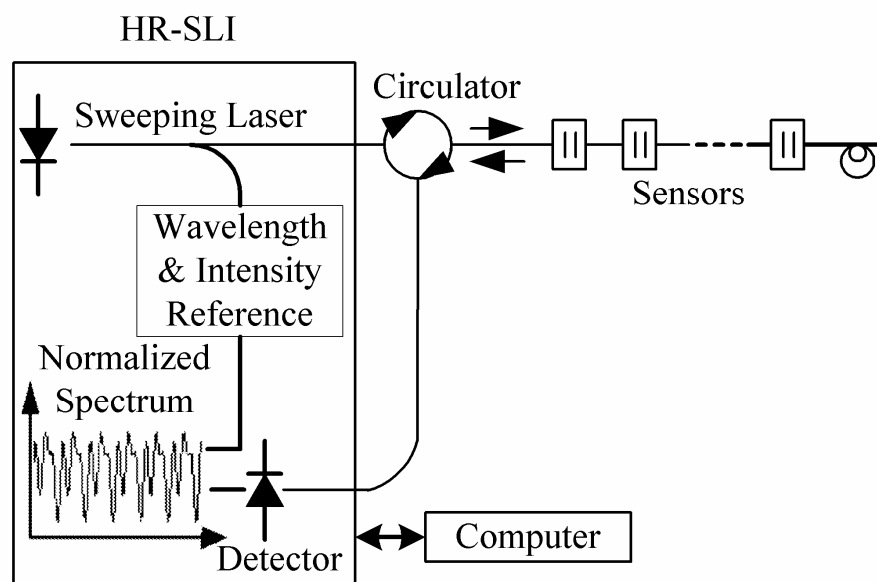 HR-SLI
Circulator
Sweeping Laser
Sensors
Wavelength
& Intensity
Reference
Normalized
Spectrum
Detector
Computer